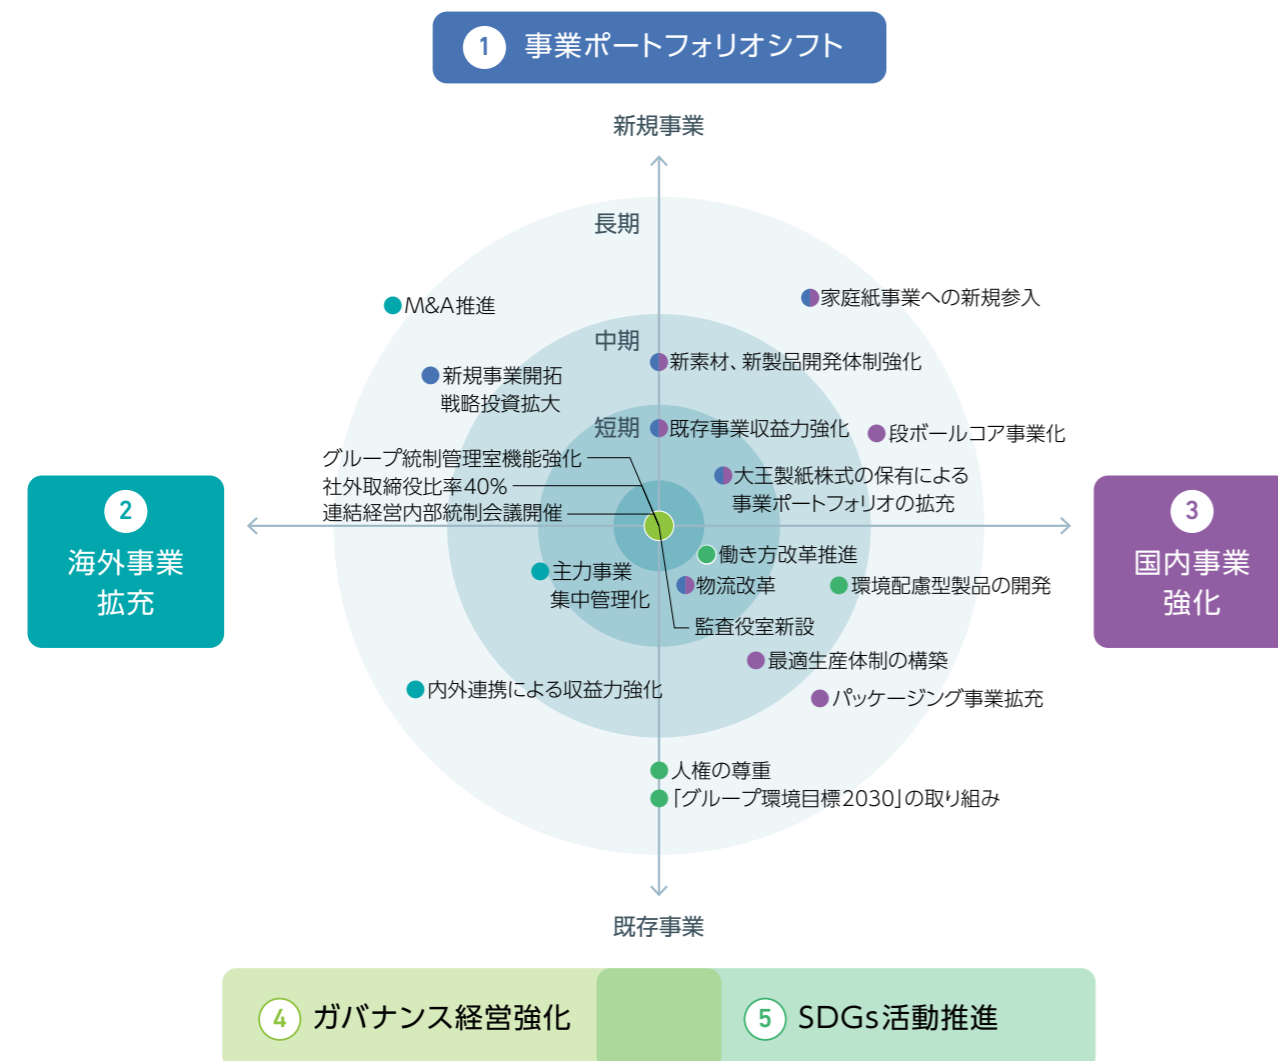 1 事業ポートフォリオシフト
新規事業
長期
M&A推進
家庭紙事業への新規参入
中期
新素材、新製品開発体制強化
新規事業開拓
戦略投資拡大
短期
既存事業収益力強化
段ボールコア事業化
グループ統制管理室機能強化
社外取締役比率40%
連結経営内部統制会議開催
大王製紙株式の保有による
事業ポートフォリオの拡充
2
海外事業
拡充
3
国内事業
強化
働き方改革推進
主力事業
集中管理化
物流改革
環境配慮型製品の開発
監査役室新設
最適生産体制の構築
内外連携による収益力強化
パッケージング事業拡充
人権の尊重
「グループ環境目標2030」の取り組み
既存事業
4 ガバナンス経営強化
5 SDGs活動推進